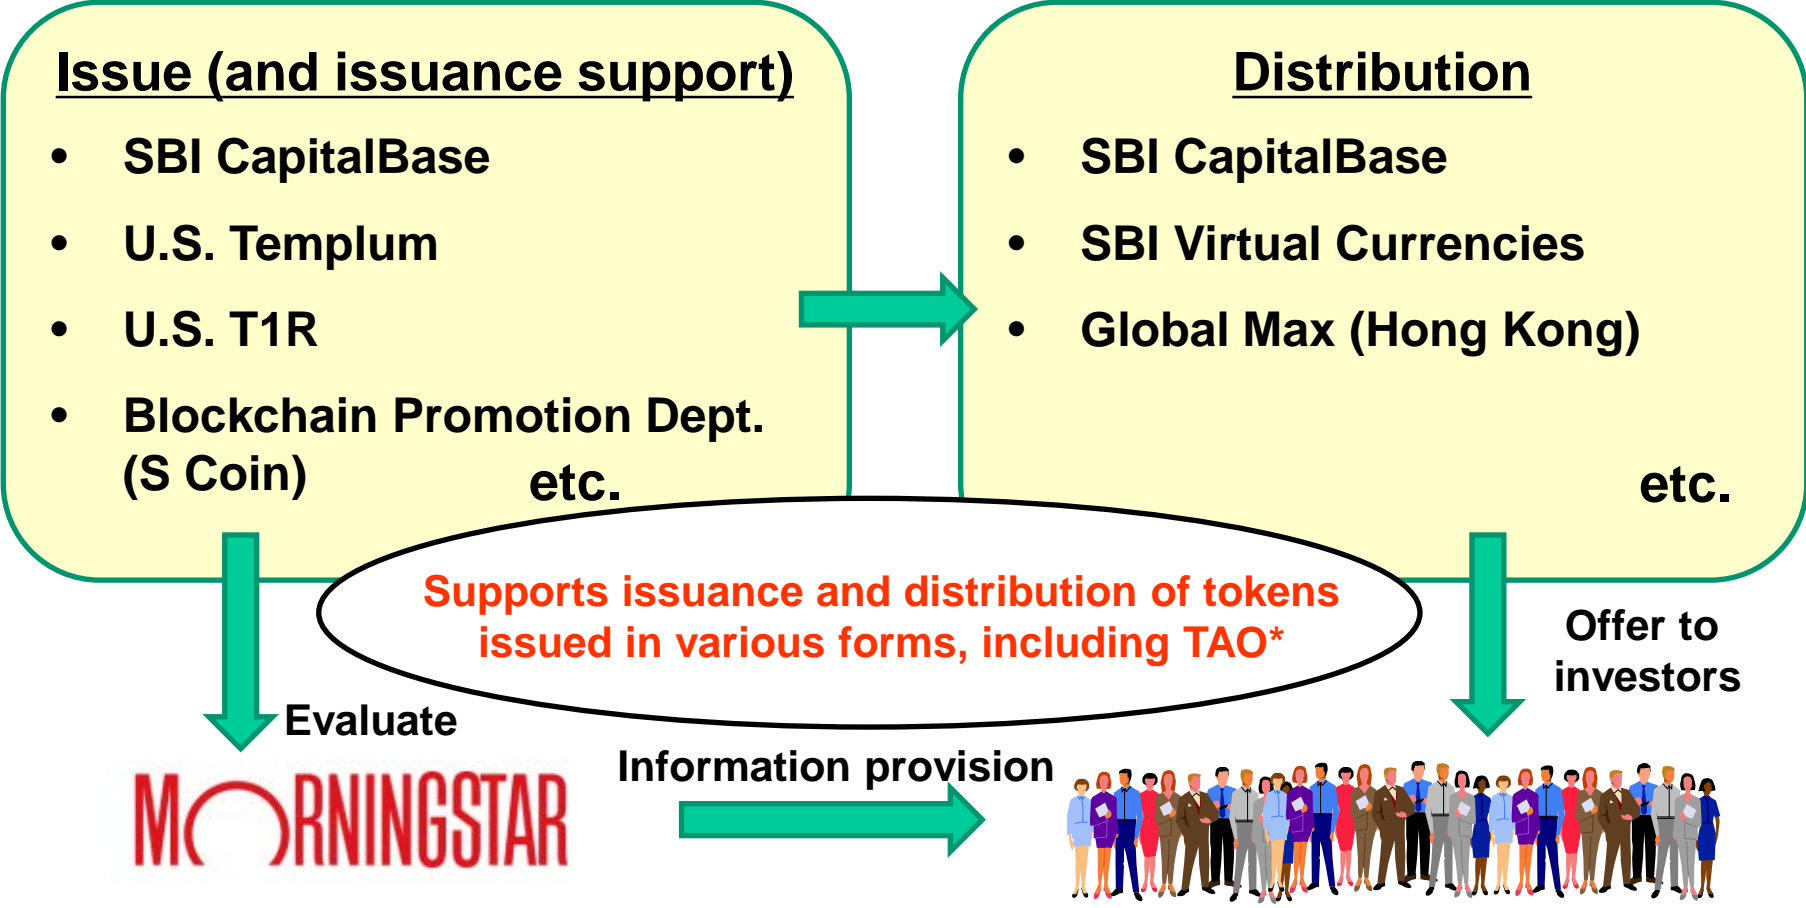 Issue (and issuance support)
• SBI CapitalBase
• U.S. Templum
• U.S. T1R
• Blockchain Promotion Dept.
(S Coin)
etc.
Distribution
• SBI CapitalBase
• SBI Virtual Currencies
• Global Max (Hong Kong)
etc.
Supports issuance and distribution of tokens
issued in various forms, including TAO*
Offer to
investors
Evaluate
MORNINGSTAR
Information provision